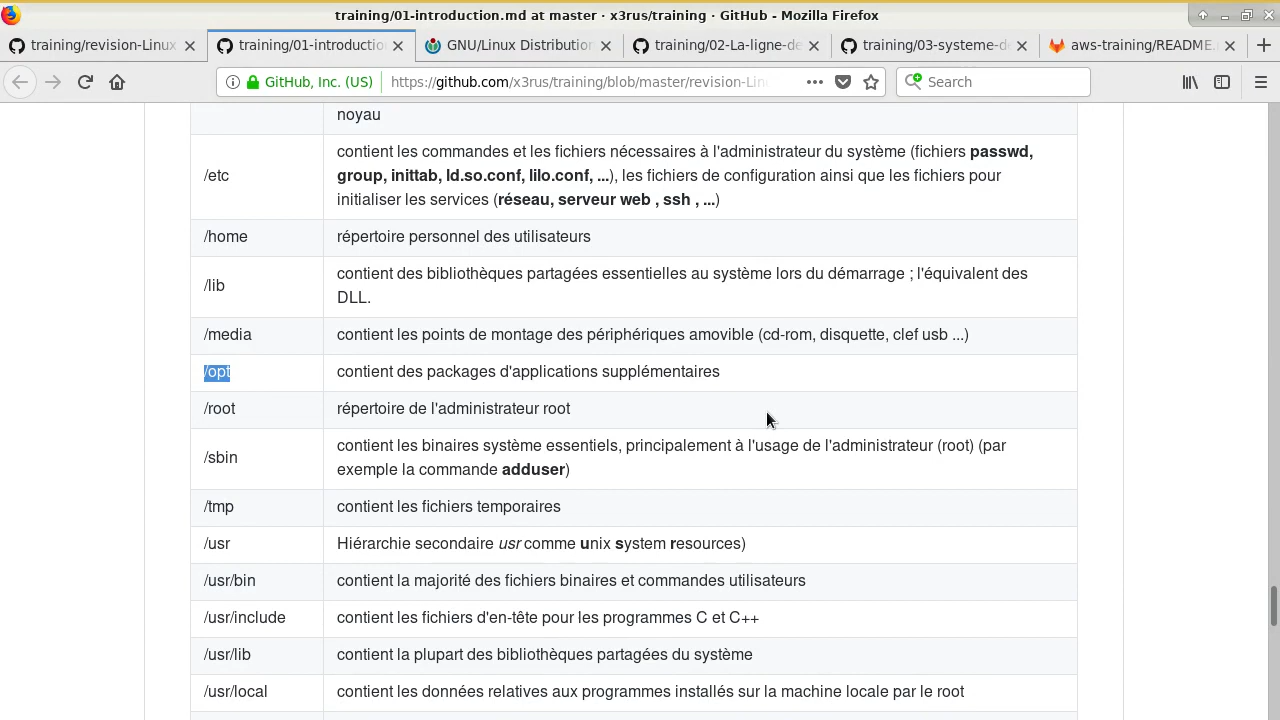 training/01-introduction.md at master · x3rus/training · GitHub - Mozilla Firefox
training/revision-Linux
training/01-introductio
GNU/Linux Distribution
training/02-La-ligne-de
training/03-systeme-d
aws-training/README.
GitHub, Inc. (US)
https://github.com/x3rus/training/blob/master/revision-Lin
Search
noyau
/etc
contient les commandes et les fichiers nécessaires à l'administrateur du système (fichiers passwd,
group, inittab, ld.so.conf, lilo.conf, ...), les fichiers de configuration ainsi que les fichiers pour
initialiser les services (réseau, serveur web , ssh , ...)
/home
répertoire personnel des utilisateurs
/lib
contient des bibliothèques partagées essentielles au système lors du démarrage ; l'équivalent des
DLL.
/media
contient les points de montage des périphériques amovible (cd-rom, disquette, clef usb ...)
/opt
contient des packages d'applications supplémentaires
/root
répertoire de l'administrateur root
/sbin
contient les binaires système essentiels, principalement à l'usage de l'administrateur (root) (par
exemple la commande adduser)
/tmp
contient les fichiers temporaires
/usr
Hiérarchie secondaire usr comme unix system resources)
/usr/bin
contient la majorité des fichiers binaires et commandes utilisateurs
/usr/include
contient les fichiers d'en-tête pour les programmes C et C++
/usr/lib
contient la plupart des bibliothèques partagées du système
/usr/local
contient les données relatives aux programmes installés sur la machine locale par le root